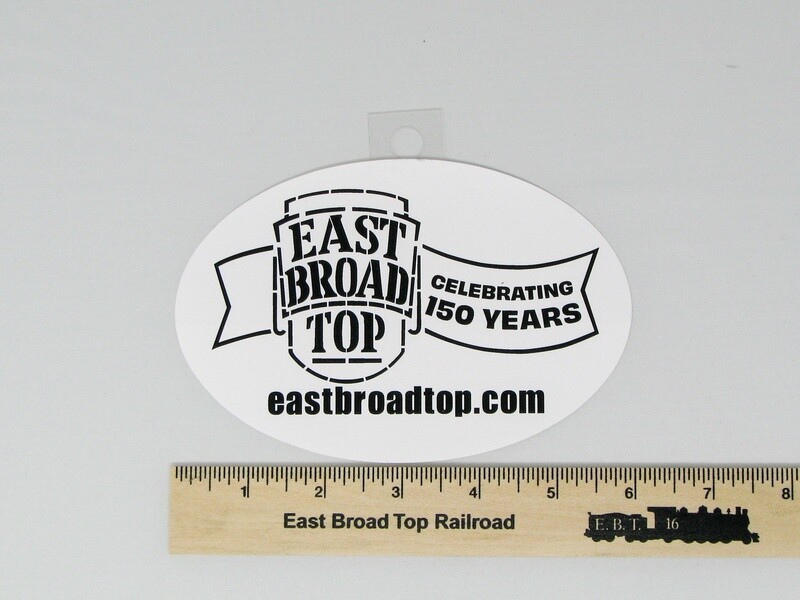 EAST
BROAD
TOP
CELEBRATING
150 YEARS
eastbroadtop.com
1 2 3 4 5 6 7 8
East Broad Top Railroad
E.B.T. 16